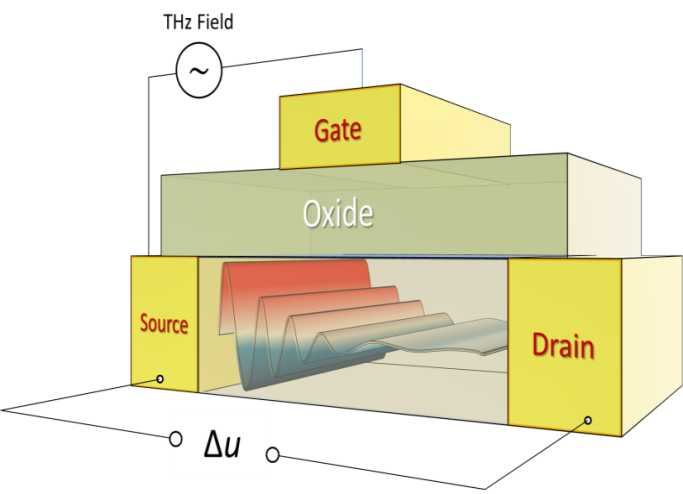 THz Field
~
Gate
Oxide
Source
Drain
Δu